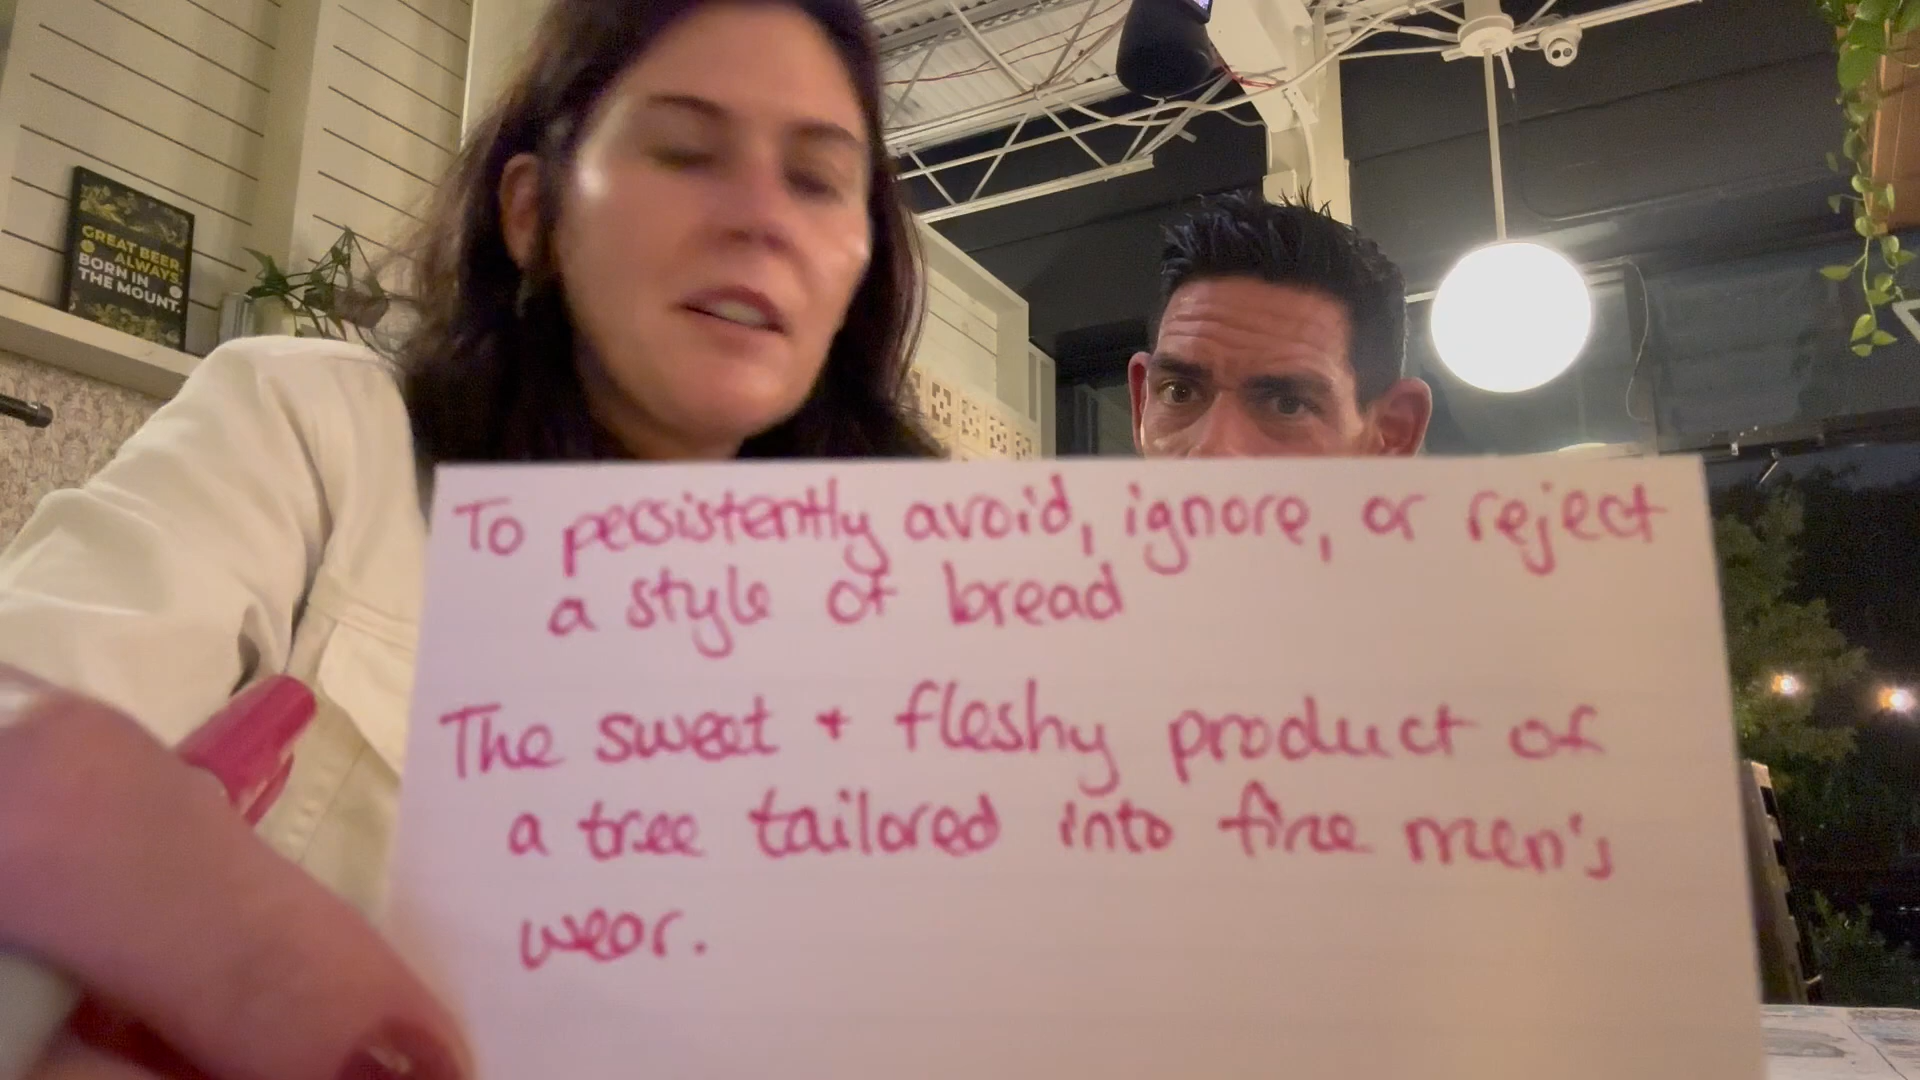 GREAT BEER.
ALWAYS.
BORN IN
THE MOUNT.
To persistently avoid, ignore, or reject
a style of bread
The sweet + fleshy product of
a tree tailored into fine men's
wear.